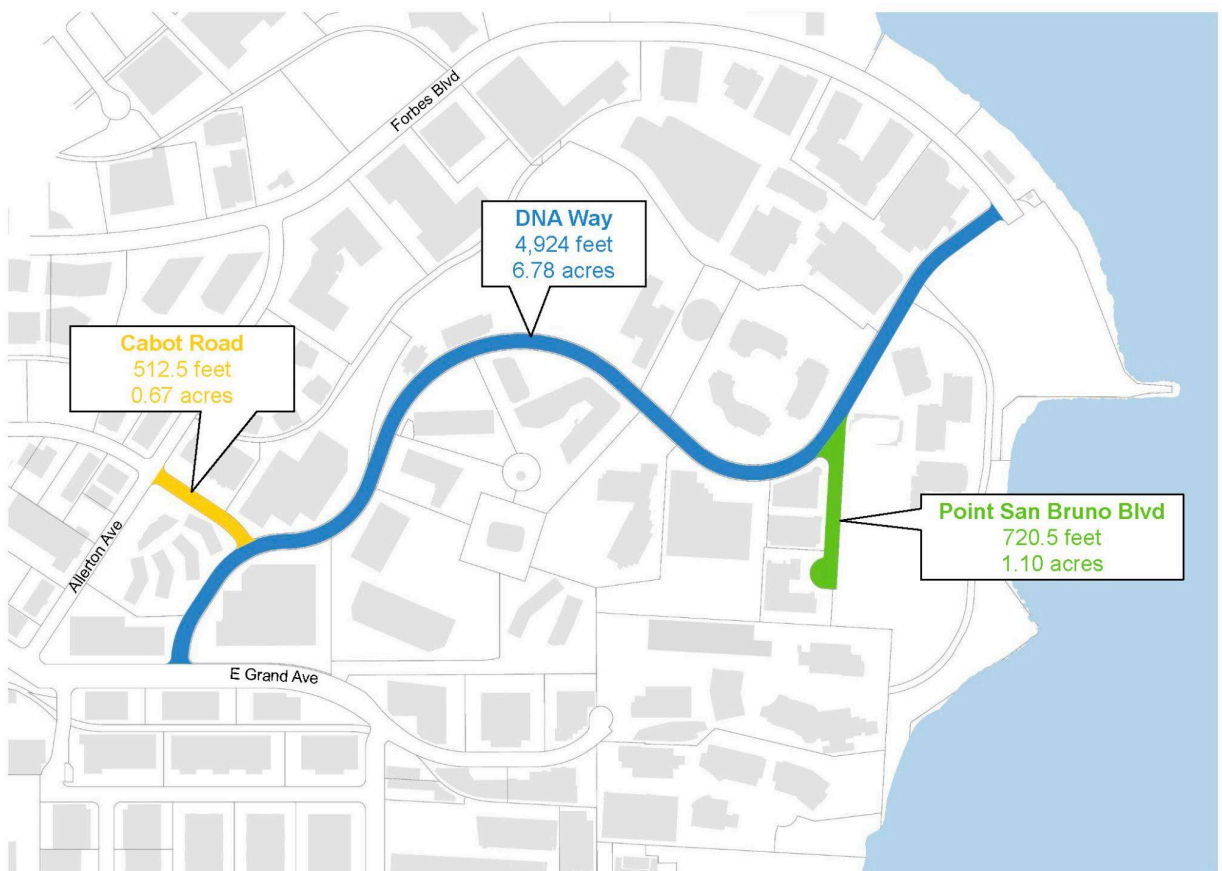 Forbes Blvd
DNA Way
4,924 feet
6.78 acres
Cabot Road
512.5 feet
0.67 acres
Allerton Ave
Point San Bruno Blvd
720.5 feet
1.10 acres
E Grand Ave